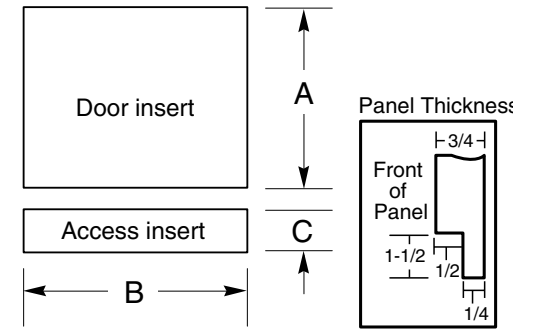 Door insert
A
Access insert
C
B
Panel Thickness
3/4
Front
of
Panel
1-1/2
1/2
1/4